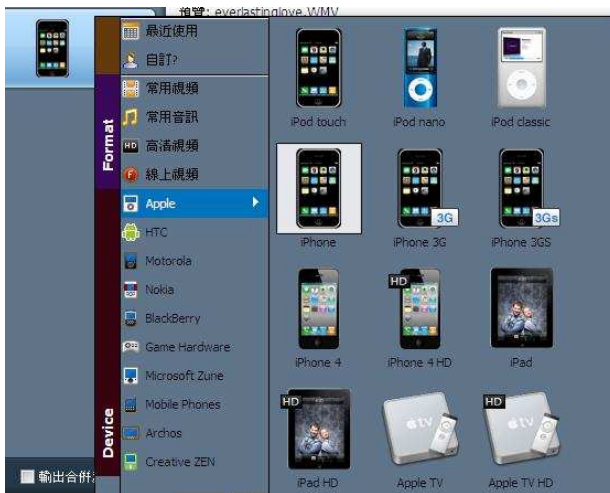 預覽: everlastinglove.WMV
最近使用
自訂?
Format
常用視頻
常用音訊
HD 高清視頻
線上視頻
Device
Apple
HTC
Motorola
Nokia
BlackBerry
Game Hardware
Microsoft Zune
Mobile Phones
Archos
Creative ZEN
iPod touch
iPod nano
iPod classic
iPhone
3G
iPhone 3G
3Gs
iPhone 3GS
iPhone 4
HD
iPhone 4 HD
iPad
HD
iPad HD
tv
Apple TV
HD
tv
Apple TV HD
輸出合併